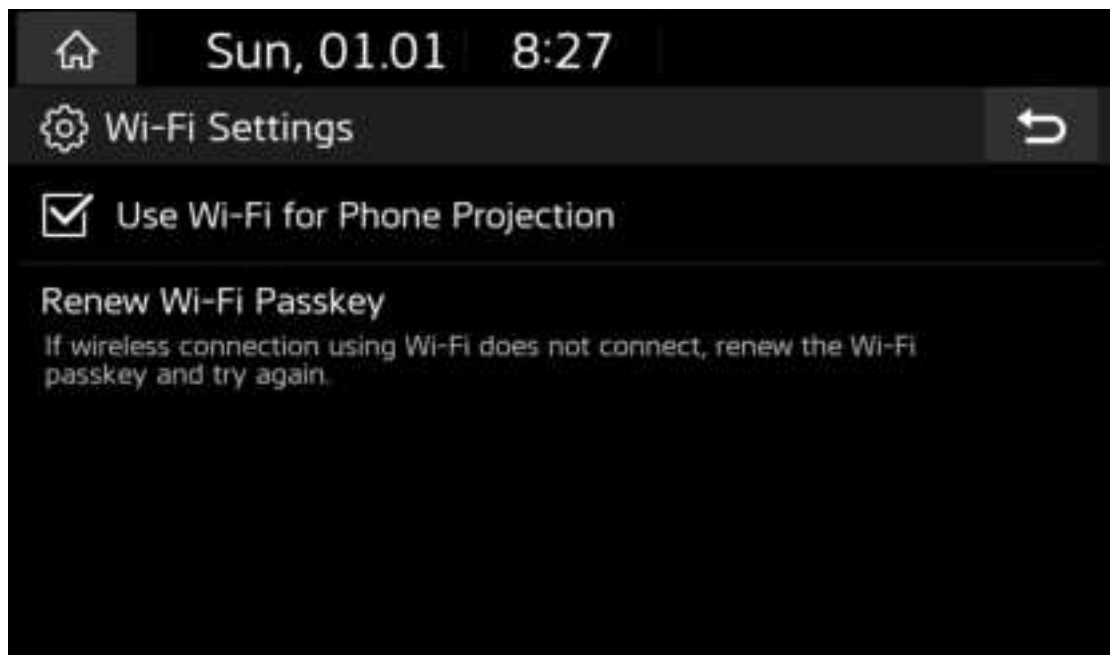 Sun, 01.01 8:27
Wi-Fi Settings
Use Wi-Fi for Phone Projection
Renew Wi-Fi Passkey
If wireless connection using Wi-Fi does not connect, renew the Wi-Fi
passkey and try again.